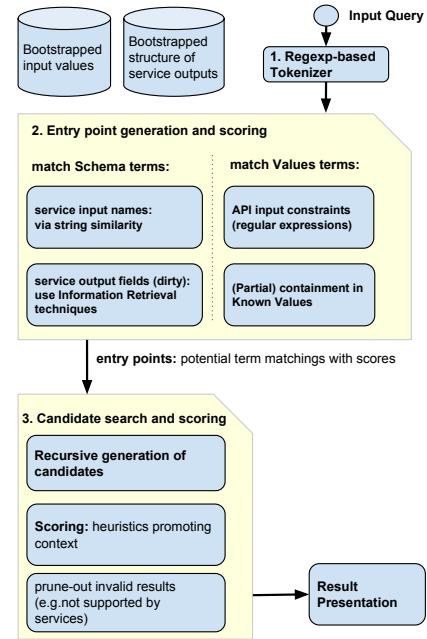 Bootstrapped
input values
Bootstrapped
structure of
service outputs
Input Query
1. Regexp-based
Tokenizer
2. Entry point generation and scoring
match Schema terms:
match Values terms:
service input names:
via string similarity
API input constraints
(regular expressions)
service output fields (dirty):
use Information Retrieval
techniques
(Partial) containment in
Known Values
entry points: potential term matchings with scores
3. Candidate search and scoring
Recursive generation of
candidates
Scoring: heuristics promoting
context
prune-out invalid results
(e.g.not supported by
services)
Result
Presentation